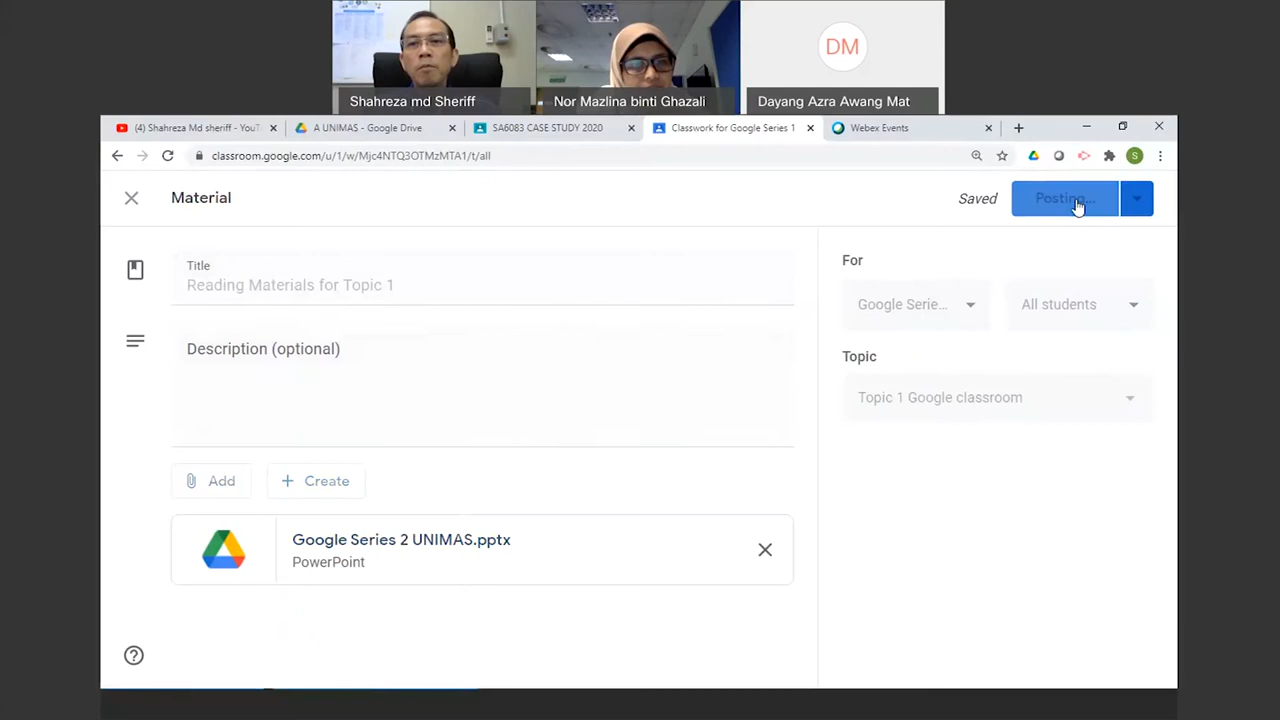 DM
Shahreza md Sheriff
Nor Mazlina binti Ghazali
Dayang Azra Awang Mat
(4) Shahreza Md sheriff - YouT
A UNIMAS - Google Drive
SA6083 CASE STUDY 2020
Classwork for Google Series 1
Webex Events
classroom.google.com/u/1/w/Mjc4NTQ3OTMzMTA1/t/all
S
Material
Saved
Posting...
Title
Reading Materials for Topic 1
Description (optional)
Add
Create
Google Series 2 UNIMAS.pptx
PowerPoint
For
Google Serie...
All students
Topic
Topic 1 Google classroom